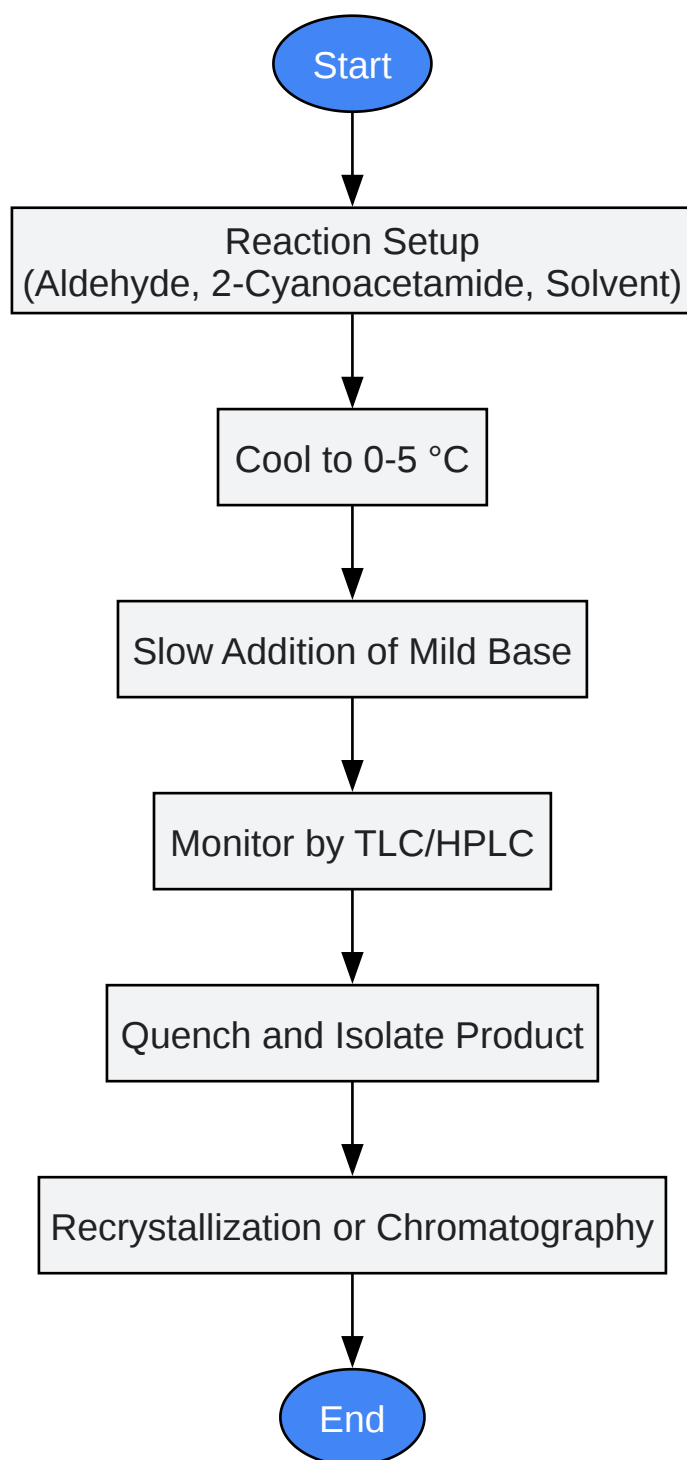 Start
Reaction Setup
(Aldehyde, 2-Cyanoacetamide, Solvent)
Cool to 0-5 °C
Slow Addition of Mild Base
Monitor by TLC/HPLC
Quench and Isolate Product
Recrystallization or Chromatography
End